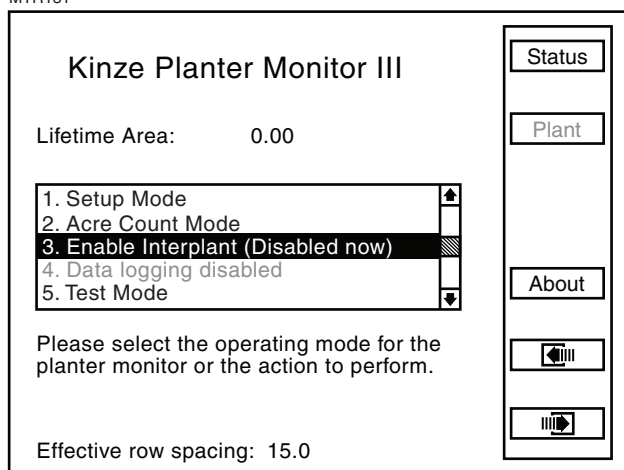 Kinze Planter Monitor III
Lifetime Area: 0.00
1. Setup Mode
2. Acre Count Mode
3. Enable Interplant (Disabled now)
4. Data logging disabled
5. Test Mode
Please select the operating mode for the
planter monitor or the action to perform.
Effective row spacing: 15.0
Status
Plant
About